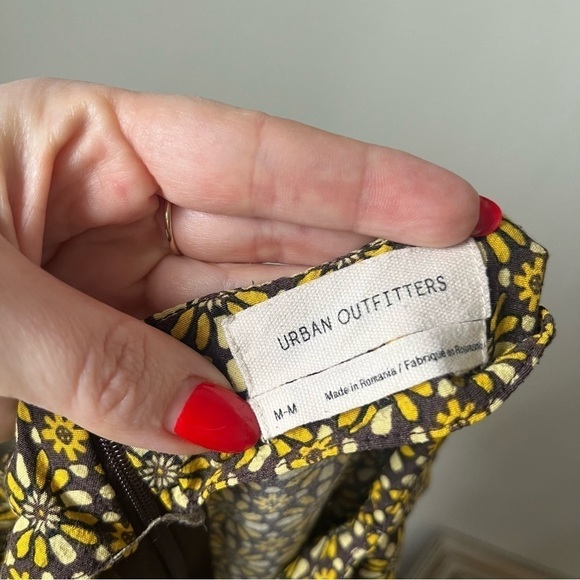 URBAN OUTFITTERS
M-M Made in Romania / Fabriqué en Roumanie